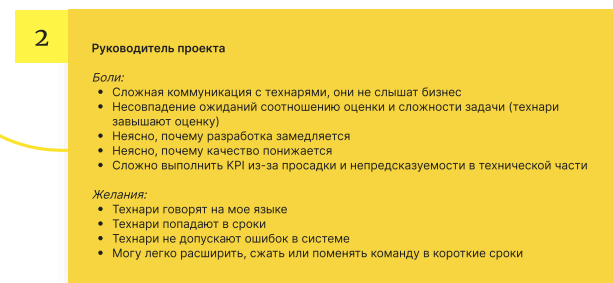 2
Руководитель проекта
Боли:
• Сложная коммуникация с технарями, они не слышат бизнес
• Несовпадение ожиданий соотношению оценки и сложности задачи (технари
завышают оценку)
• Неясно, почему разработка замедляется
• Неясно, почему качество понижается
• Сложно выполнить KPI из-за просадки и непредсказуемости в технической части
Желания:
• Технари говорят на мое языке
• Технари попадают в сроки
• Технари не допускают ошибок в системе
• Могу легко расширить, сжать или поменять команду в короткие сроки